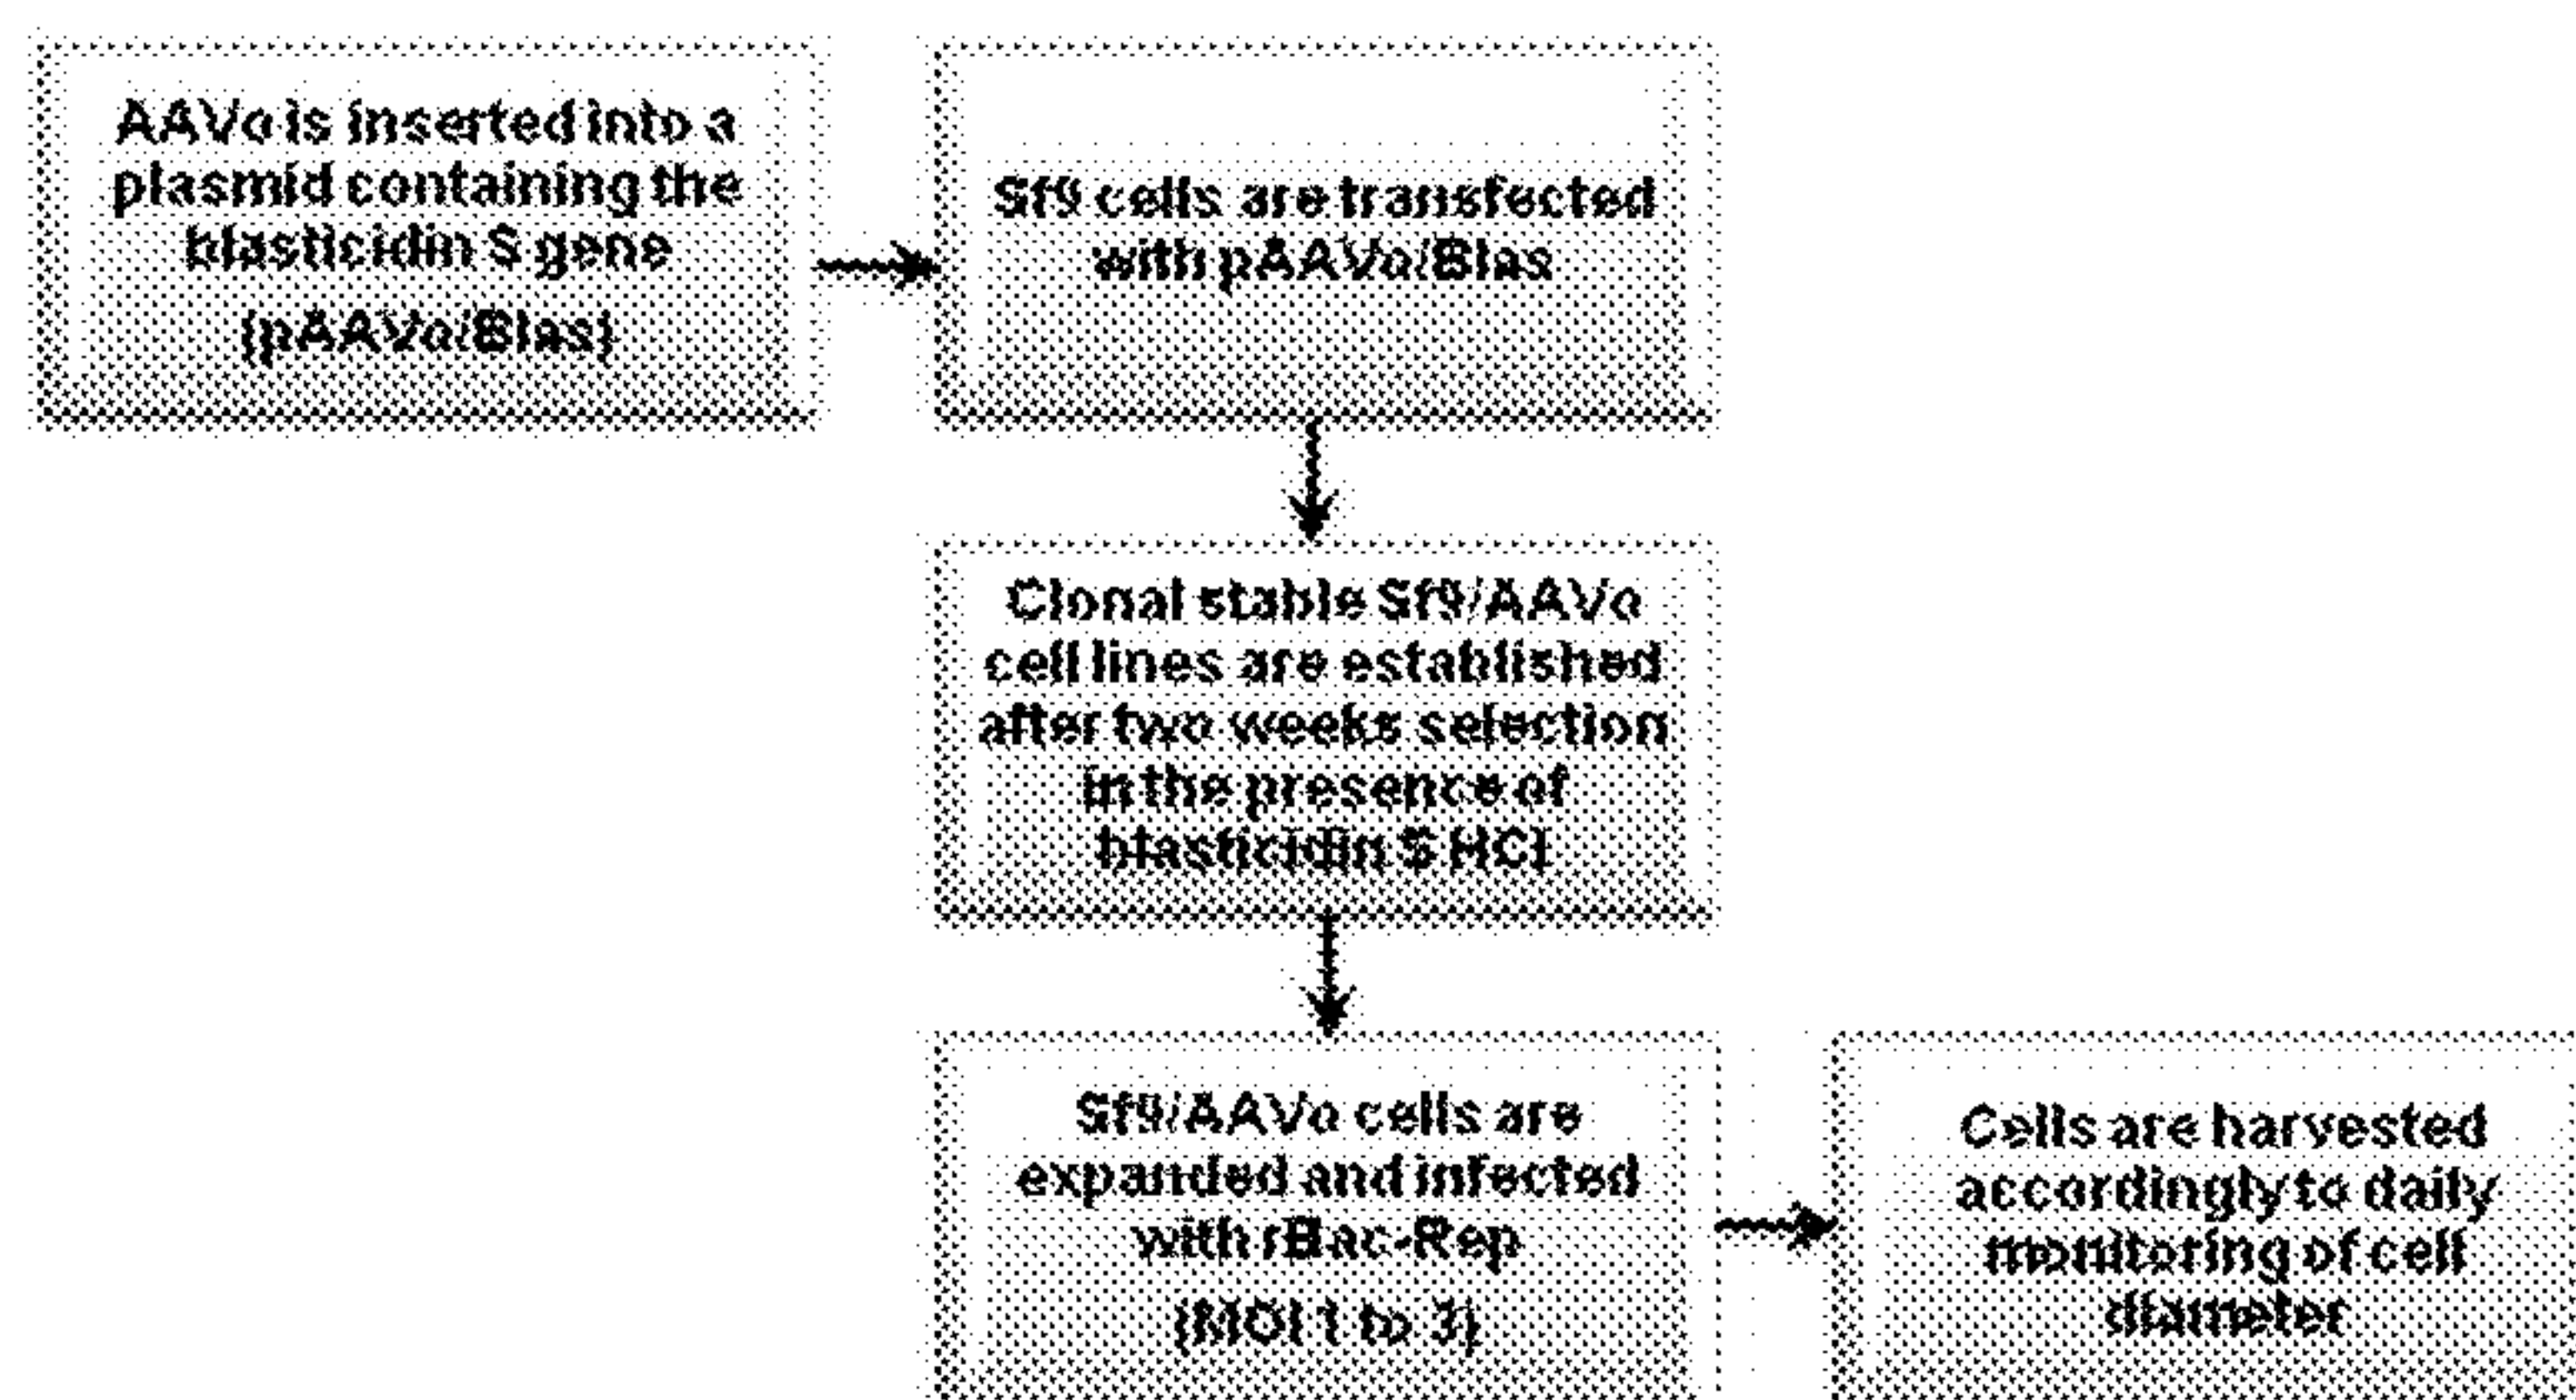 AAVo is inserted into a
plasmid containing the
blasticidin S gene
(pAAVo/Blas)
Sf9 cells are transfected
with pAAVo/Blas
Clonal stable Sf9/AAVo
cell lines are established
after two weeks selection
in the presence of
blasticidin S HCl
Sf9/AAVo cells are
expanded and infected
with rBac-Rep
(MOI 1 to 3)
Cells are harvested
accordingly to daily
monitoring of cell
diameter